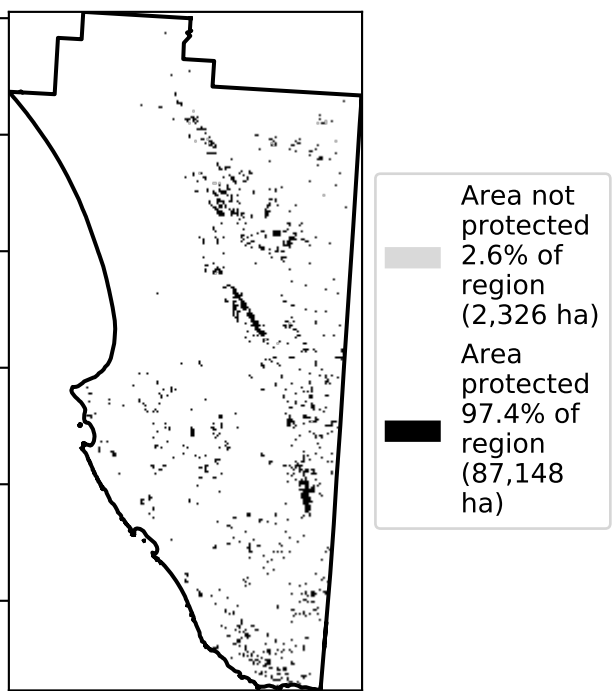 Area not
protected
2.6% of
region
(2,326 ha)
Area
protected
97.4% of
region
(87,148
ha)